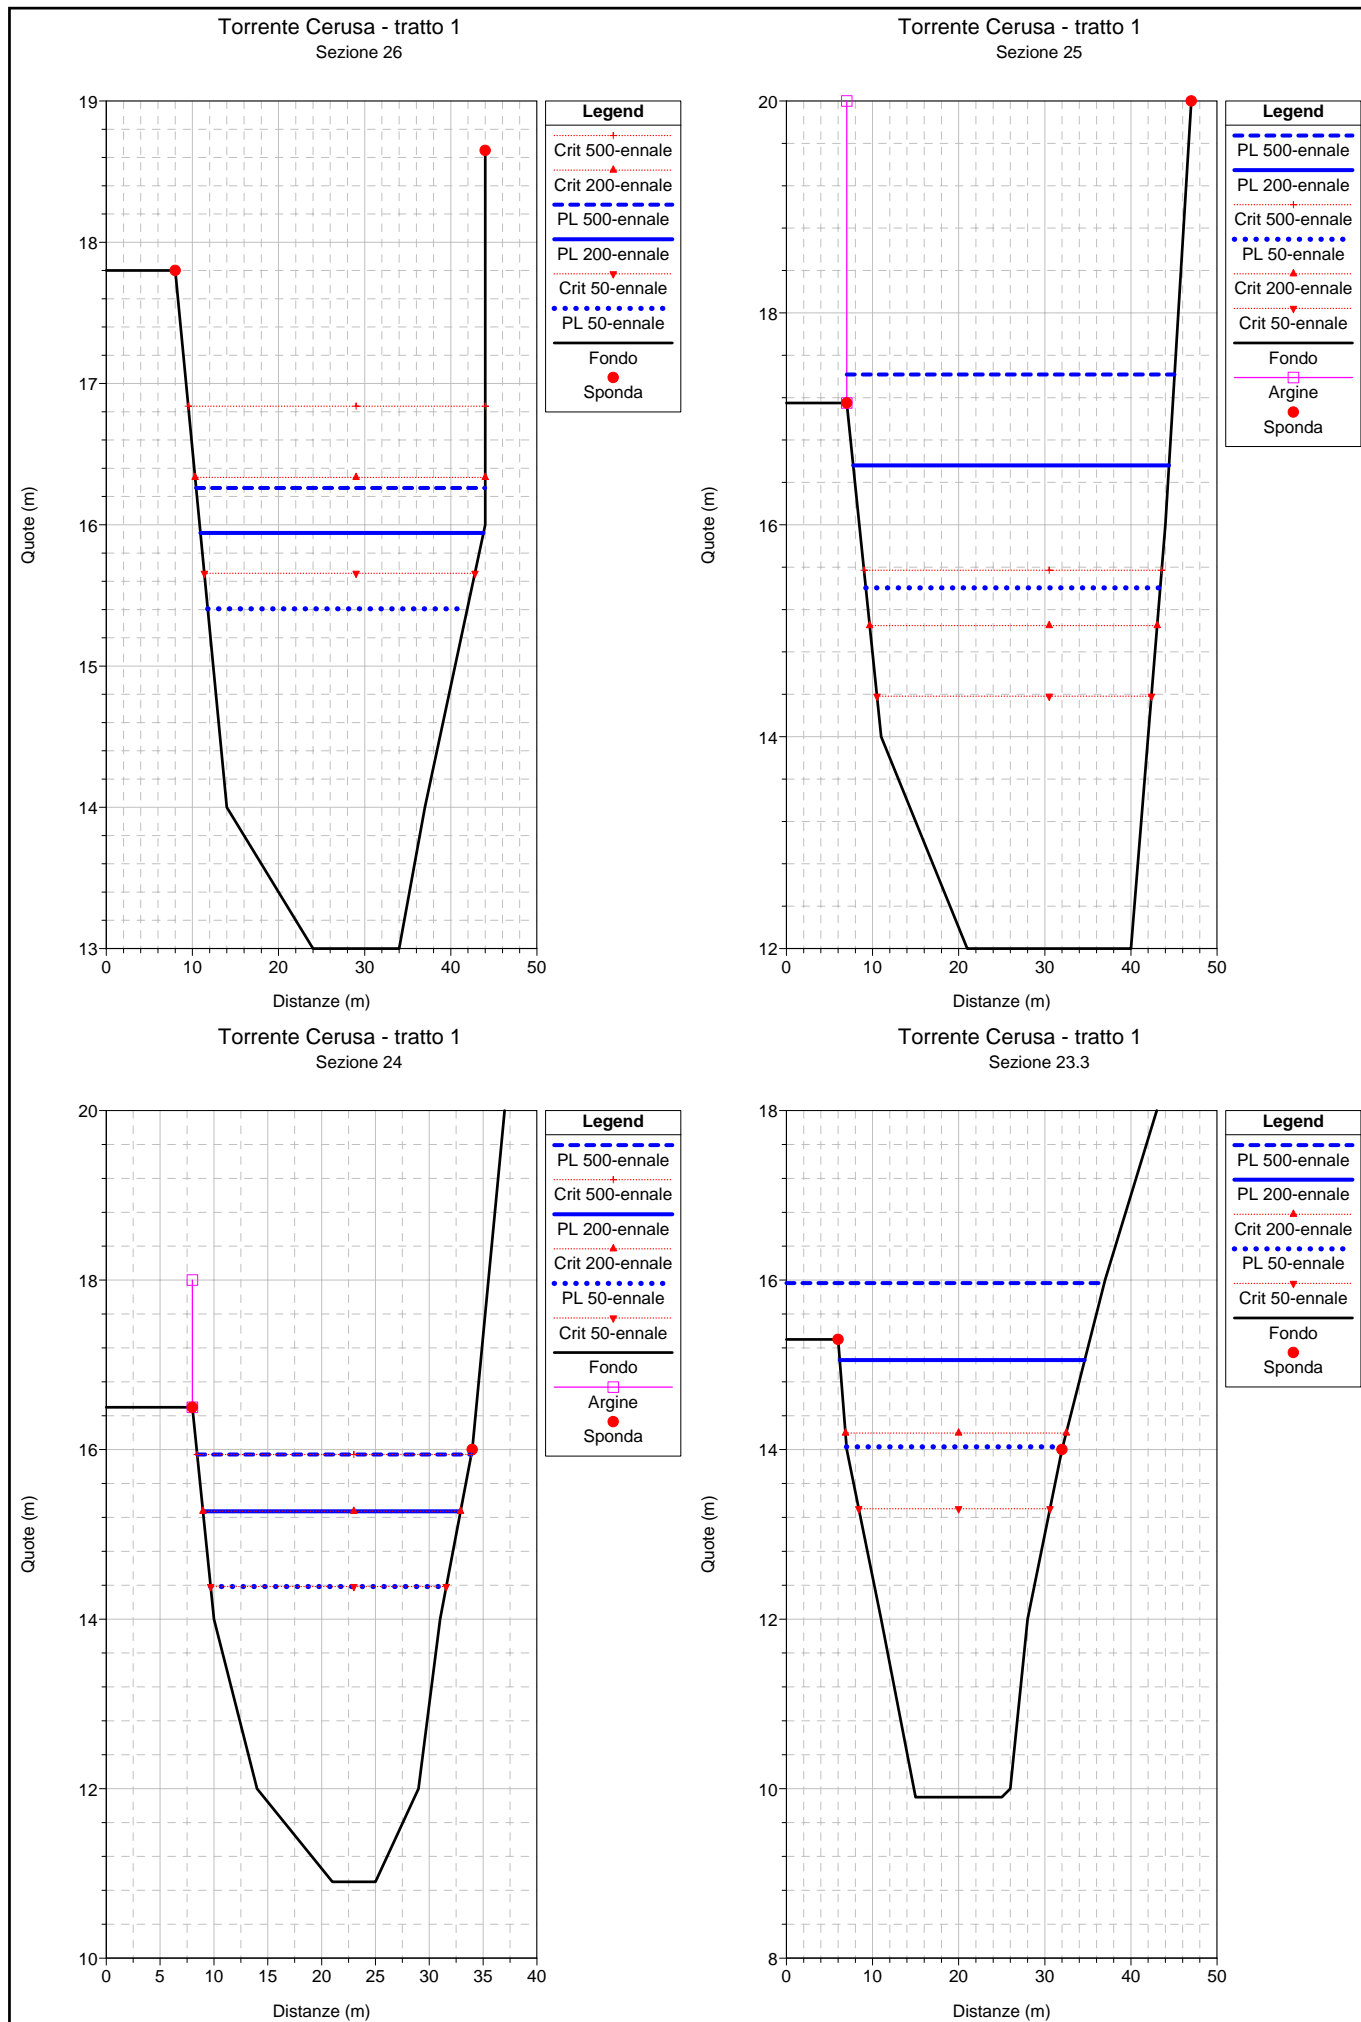 Torrente Cerusa - tratto 1
Sezione 26
19
18
17
16
15
14
13
Quote (m)
0 10 20 30 40 50
Distanze (m)
Legend
Crit 500-ennale
Crit 200-ennale
PL 500-ennale
PL 200-ennale
Crit 50-ennale
PL 50-ennale
Fondo
Sponda
Torrente Cerusa - tratto 1
Sezione 25
20
18
16
14
12
Quote (m)
0 10 20 30 40 50
Distanze (m)
Legend
PL 500-ennale
PL 200-ennale
Crit 500-ennale
PL 50-ennale
Crit 200-ennale
Crit 50-ennale
Fondo
Argine
Sponda
Torrente Cerusa - tratto 1
Sezione 24
20
18
16
14
12
10
Quote (m)
0 5 10 15 20 25 30 35 40
Distanze (m)
Legend
PL 500-ennale
Crit 500-ennale
PL 200-ennale
Crit 200-ennale
PL 50-ennale
Crit 50-ennale
Fondo
Argine
Sponda
Torrente Cerusa - tratto 1
Sezione 23.3
18
16
14
12
10
8
Quote (m)
0 10 20 30 40 50
Distanze (m)
Legend
PL 500-ennale
PL 200-ennale
Crit 200-ennale
PL 50-ennale
Crit 50-ennale
Fondo
Sponda